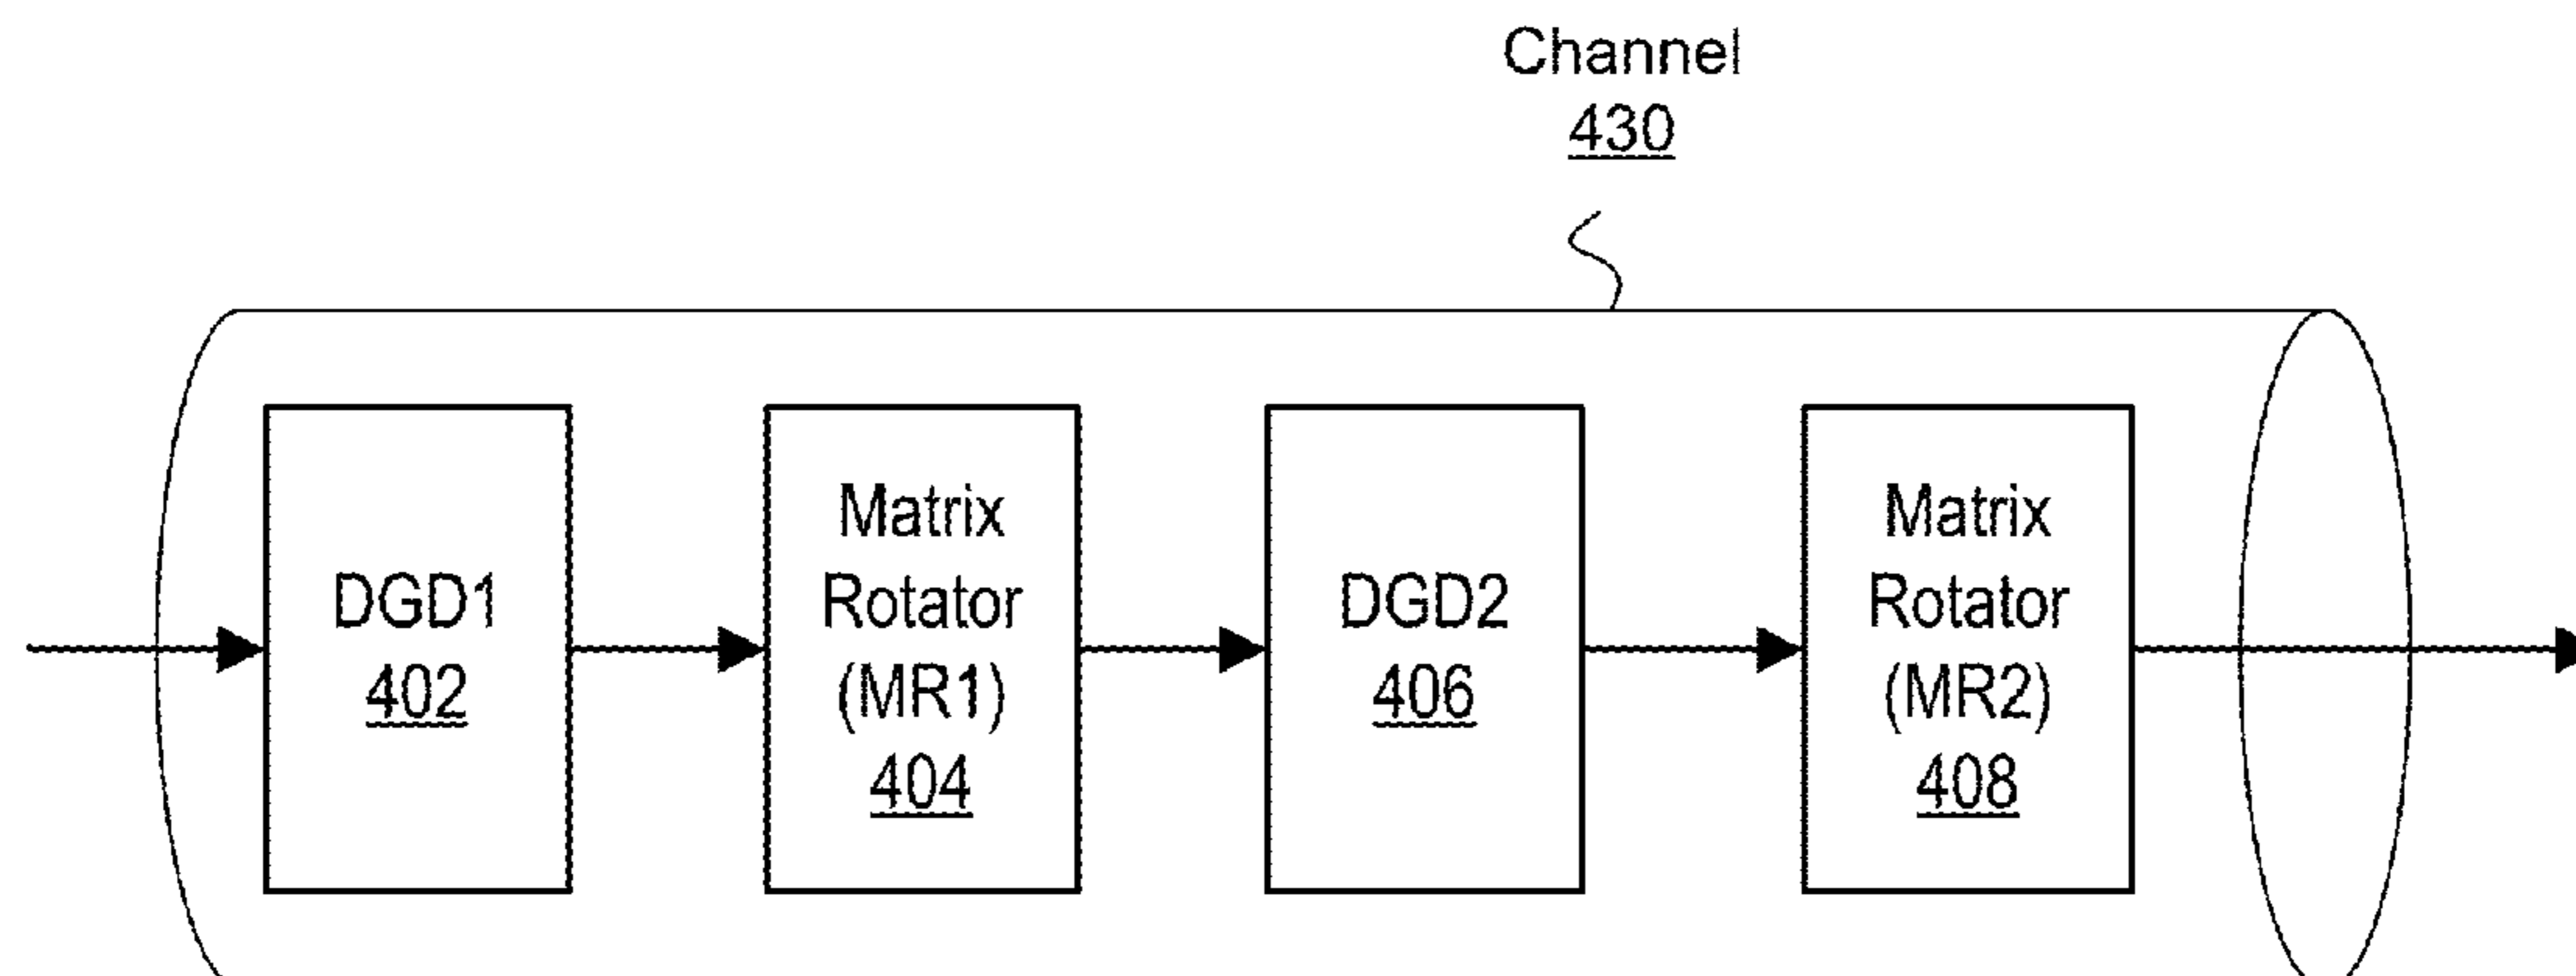 Channel
430
DGD1
402
Matrix
Rotator
(MR1)
404
DGD2
406
Matrix
Rotator
(MR2)
408